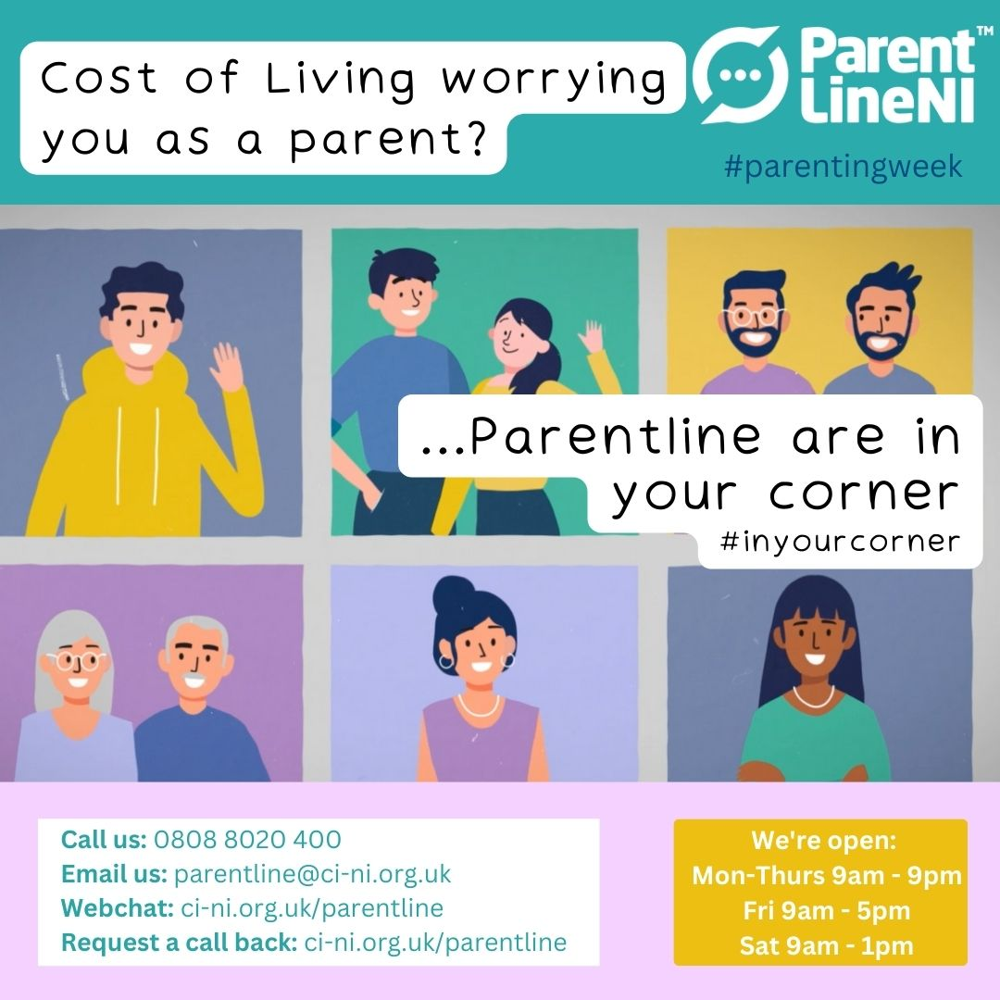 Cost of Living worrying
you as a parent?
Parent™
LineNI
#parentingweek
...Parentline are in
your corner
#inyourcorner
Call us: 0808 8020 400
Email us: parentline@ci-ni.org.uk
Webchat: ci-ni.org.uk/parentline
Request a call back: ci-ni.org.uk/parentline
We're open:
Mon-Thurs 9am - 9pm
Fri 9am - 5pm
Sat 9am - 1pm